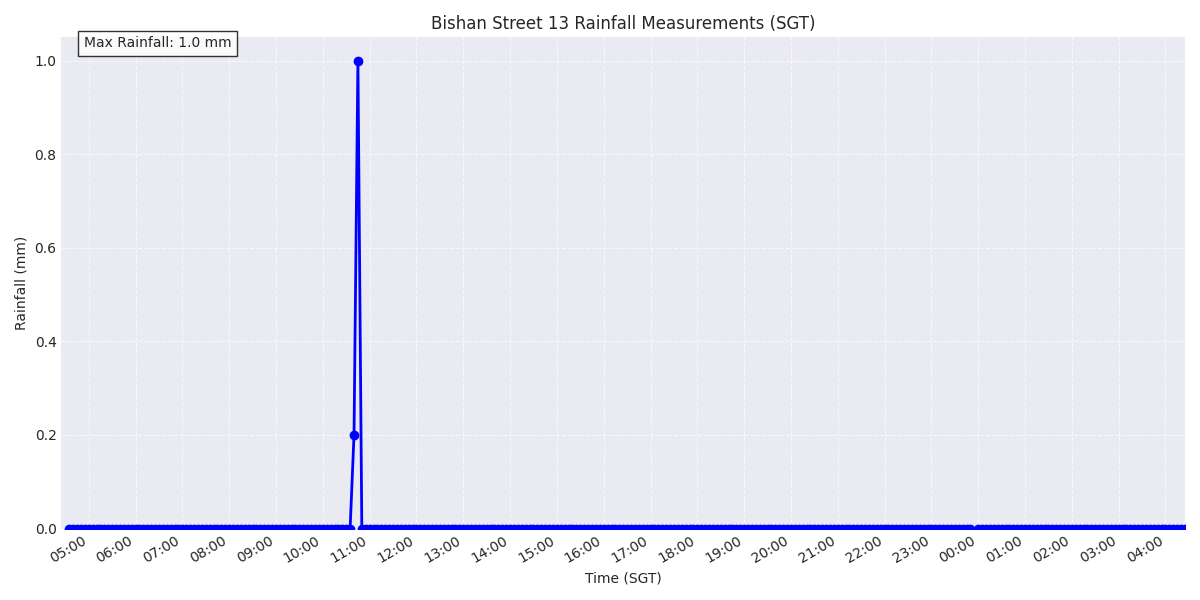 Bishan Street 13 Rainfall Measurements (SGT)
Max Rainfall: 1.0 mm
1.0
0.8
0.6
0.4
0.2
0.0
Rainfall (mm)
05:00 06:00 07:00 08:00 09:00 10:00 11:00 12:00 13:00 14:00 15:00 16:00 17:00 18:00 19:00 20:00 21:00 22:00 23:00 00:00 01:00 02:00 03:00 04:00
Time (SGT)